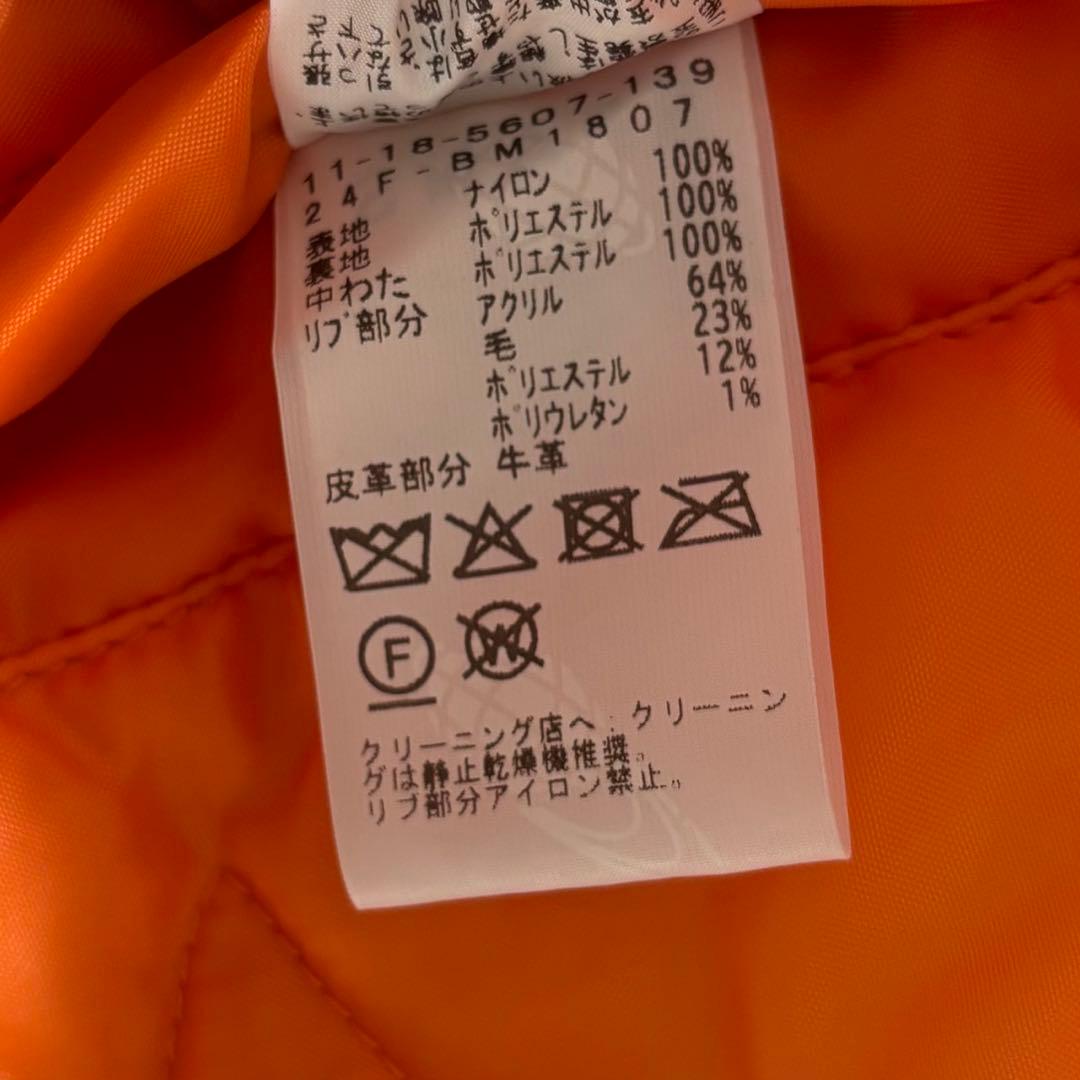 11-18-5607-139
24F-BM1807
表地 ナイロン 100%
裏地 ポリエステル 100%
中わた ポリエステル 100%
リブ部分 アクリル 64%
毛 23%
ポリエステル 12%
ポリウレタン 1%
皮革部分 牛革
F W
クリーニング店へ:クリーニン
グは静止乾燥機推奨。
リブ部分アイロン禁止。